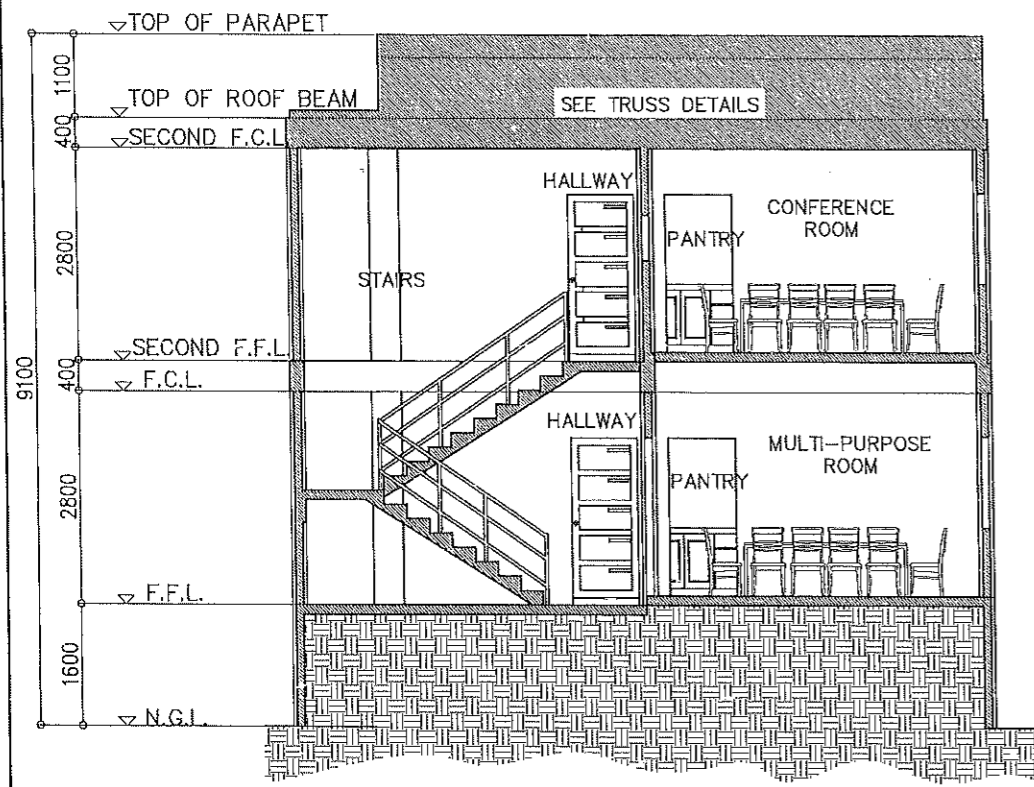 TOP OF PARAPET
1100
TOP OF ROOF BEAM
SEE TRUSS DETAILS
400
SECOND F.C.L.
HALLWAY
CONFERENCE
ROOM
PANTRY
2800
STAIRS
SECOND F.F.L.
9100
400
F.C.L.
HALLWAY
MULTI-PURPOSE
ROOM
PANTRY
2800
F.F.L.
1600
N.G.L.